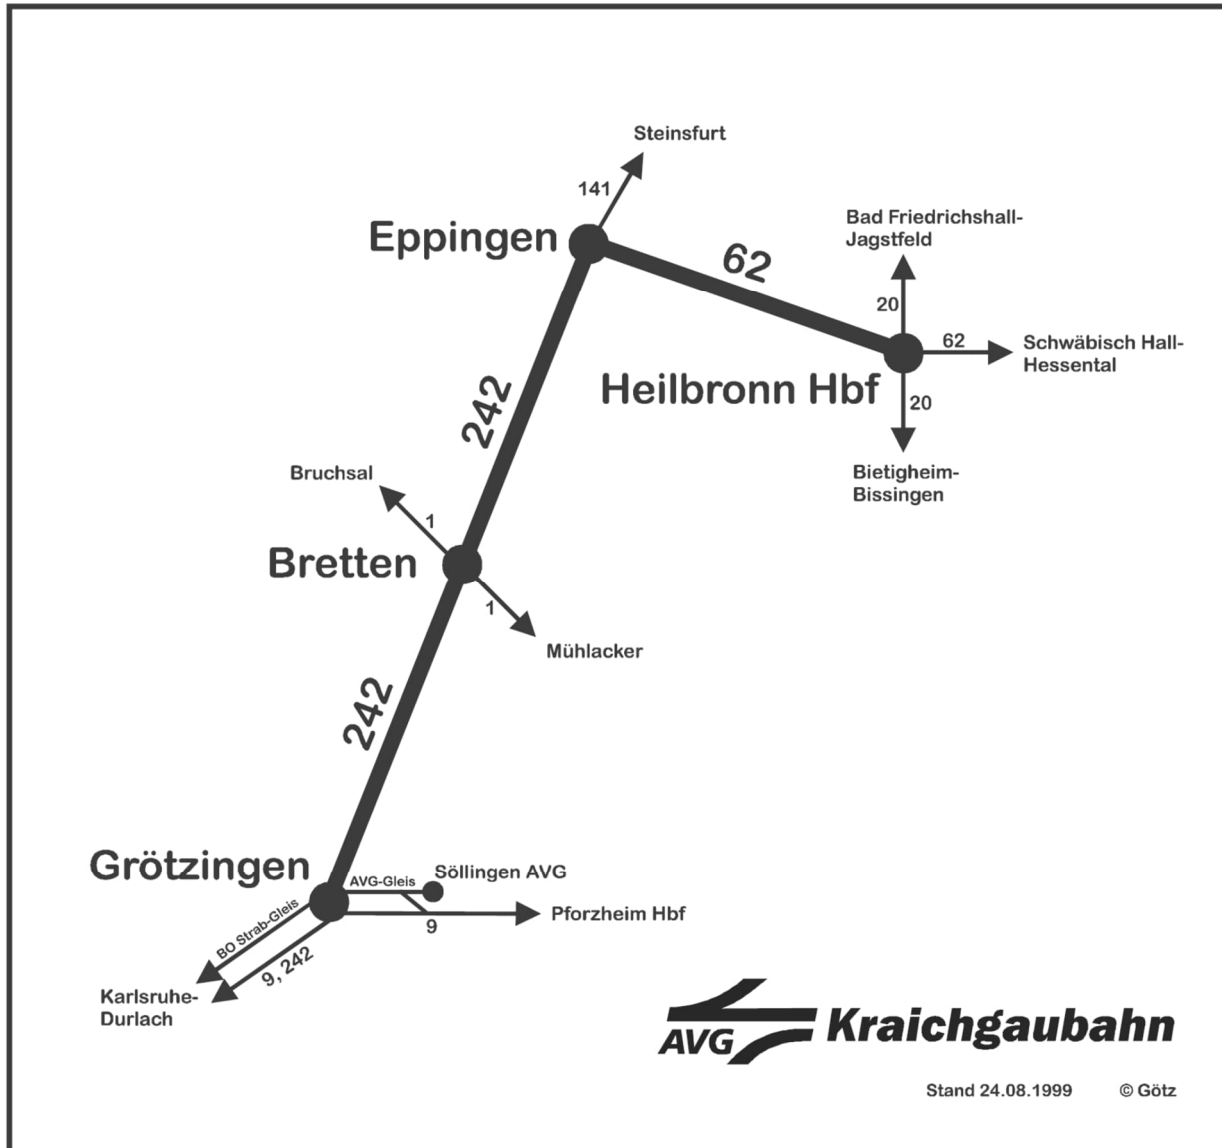 Steinsfurt
141
Eppingen
62
Bad Friedrichshall-
Jagstfeld
20
62
Schwäbisch Hall-
Hessental
Heilbronn Hbf
20
Bietigheim-
Bissingen
242
Bruchsal
1
Bretten
1
Mühlacker
242
Grötzingen
AVG-Gleis
Söllingen AVG
9
Pforzheim Hbf
BO Strab-Gleis
9, 242
Karlsruhe-
Durlach
AVG
Kraichgaubahn
Stand 24.08.1999
© Götz